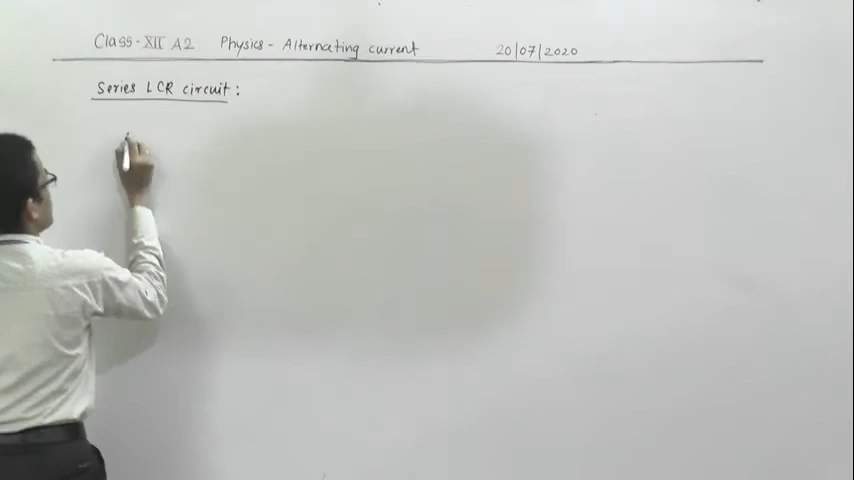 Class-XII A2 Physics - Alternating current 20/07/2020
Series LCR circuit :